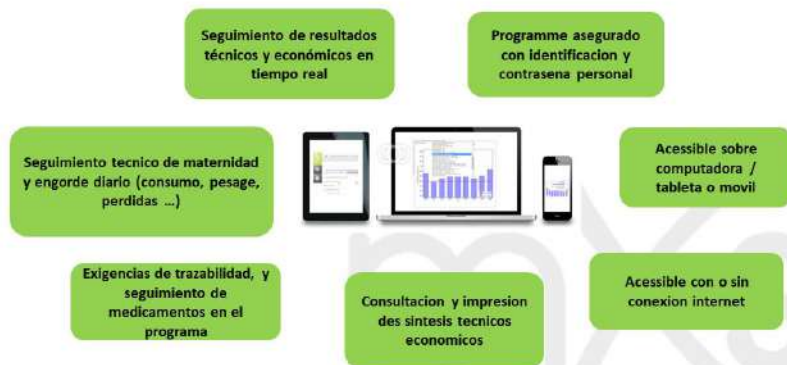 Seguimiento de resultados
técnicos y económicos en
tiempo real
Programme asegurado
con identificacion y
contrasena personal
Seguimiento tecnico de maternidad
y engorde diario (consumo, pesage,
perdidas ...)
Acessible sobre
computadora /
tableta o movil
Exigencias de trazabilidad, y
seguimiento de
medicamentos en el
programa
Consultacion y impresion
des sintesis tecnicos
economicos
Acessible con o sin
conexion internet